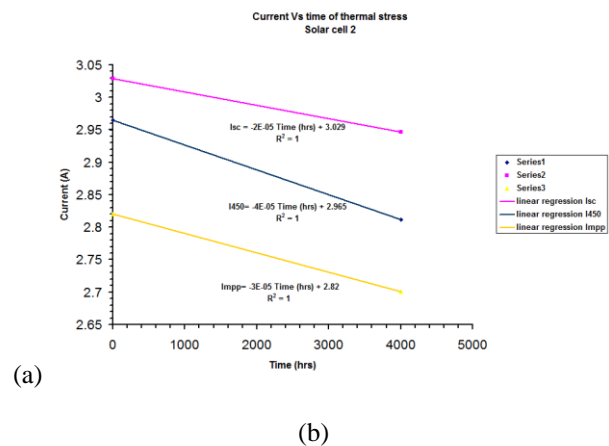 Current Vs time of thermal stress
Solar cell 2
3.05
3
2.95
2.9
2.85
2.8
2.75
2.7
2.65
Current (A)
Isc = -2E-05 Time (hrs) + 3.029
R² = 1
I450= -4E-05 Time (hrs) + 2.965
R² = 1
Impp= -3E-05 Time (hrs) + 2.82
R² = 1
0
1000
2000
3000
4000
5000
Time (hrs)
Series1
Series2
Series3
linear regression Isc
linear regression I450
linear regression Impp
(a)
(b)